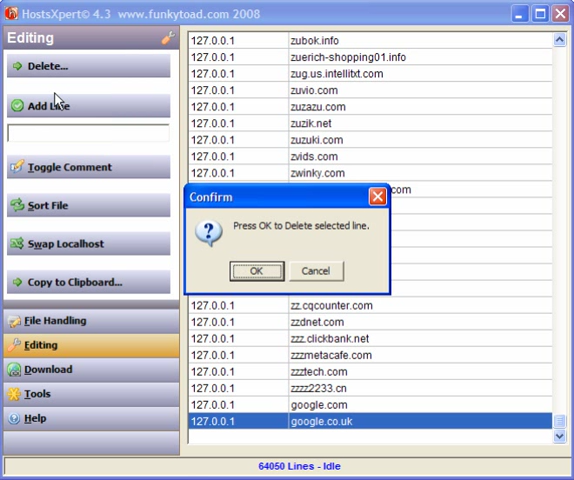 HostsXpert© 4.3 www.funkytoad.com 2008
Editing
Delete...
Add Line
Toggle Comment
Sort File
Swap Localhost
Copy to Clipboard...
File Handling
Editing
Download
Tools
Help
127.0.0.1 zubok.info
127.0.0.1 zuerich-shopping01.info
127.0.0.1 zug.us.intellitxt.com
127.0.0.1 zuvio.com
127.0.0.1 zuzazu.com
127.0.0.1 zuzik.net
127.0.0.1 zuzuki.com
127.0.0.1 zvids.com
127.0.0.1 zwinky.com
.com
Confirm
Press OK to Delete selected line.
OK
Cancel
127.0.0.1 zz.cqcounter.com
127.0.0.1 zzdnet.com
127.0.0.1 zzz.clickbank.net
127.0.0.1 zzzmetacafe.com
127.0.0.1 zzztech.com
127.0.0.1 zzzz2233.cn
127.0.0.1 google.com
127.0.0.1 google.co.uk
64050 Lines - Idle